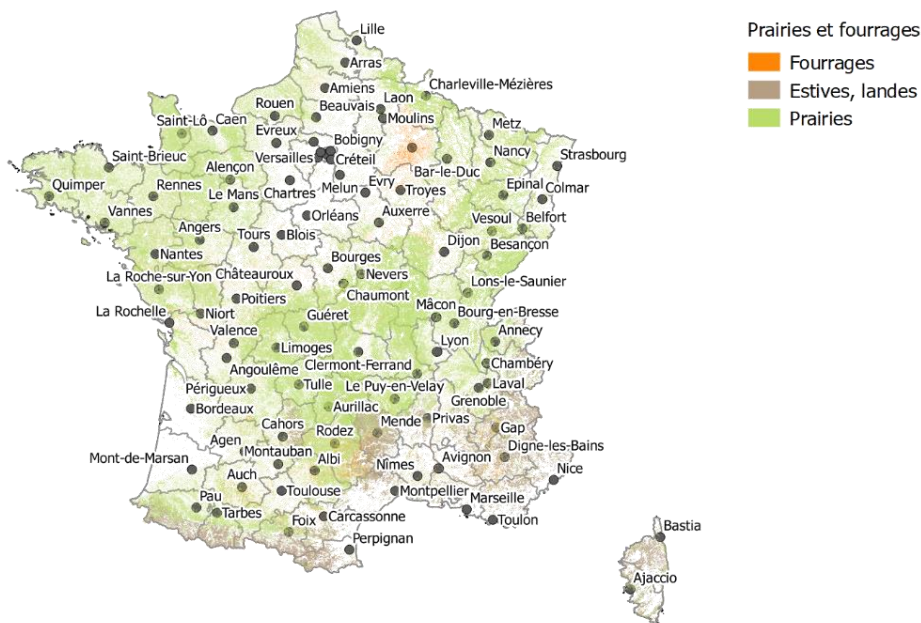 Prairies et fourrages
Fourrages
Estives, landes
Prairies
Lille
Arras
Amiens
Charleville-Mézières
Laon
Beauvais
Rouen
Moulins
Saint-Lô
Caen
Evreux
Bobigny
Metz
Versailles
Créteil
Nancy
Strasbourg
Saint-Brieuc
Alençon
Bar-le-Duc
Quimper
Rennes
Chartres
Melun
Evry
Troyes
Epinal
Colmar
Le Mans
Vannes
Orléans
Auxerre
Vesoul
Belfort
Angers
Tours
Blois
Dijon
Besançon
Nantes
Bourges
Nevers
La Roche-sur-Yon
Châteauroux
Chaumont
Lons-le-Saunier
Poitiers
Mâcon
La Rochelle
Niort
Guéret
Bourg-en-Bresse
Valence
Annecy
Limoges
Lyon
Clermont-Ferrand
Chambéry
Angoulême
Périgueux
Tulle
Le Puy-en-Velay
Laval
Grenoble
Bordeaux
Aurillac
Mende
Privas
Cahors
Gap
Agen
Rodez
Digne-les-Bains
Mont-de-Marsan
Montauban
Albi
Nîmes
Avignon
Nice
Auch
Toulouse
Montpellier
Pau
Marseille
Tarbes
Foix
Carcassonne
Toulon
Perpignan
Bastia
Ajaccio